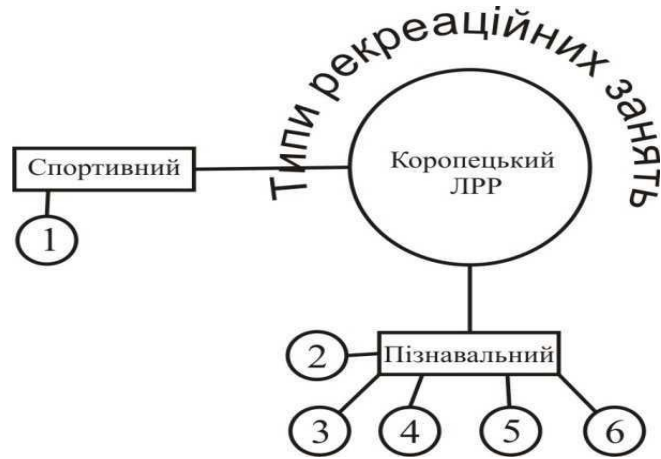 Типи рекреаційних занять
Спортивний
Коропецький
ЛРР
1
2
Пізнавальний
3
4
5
6